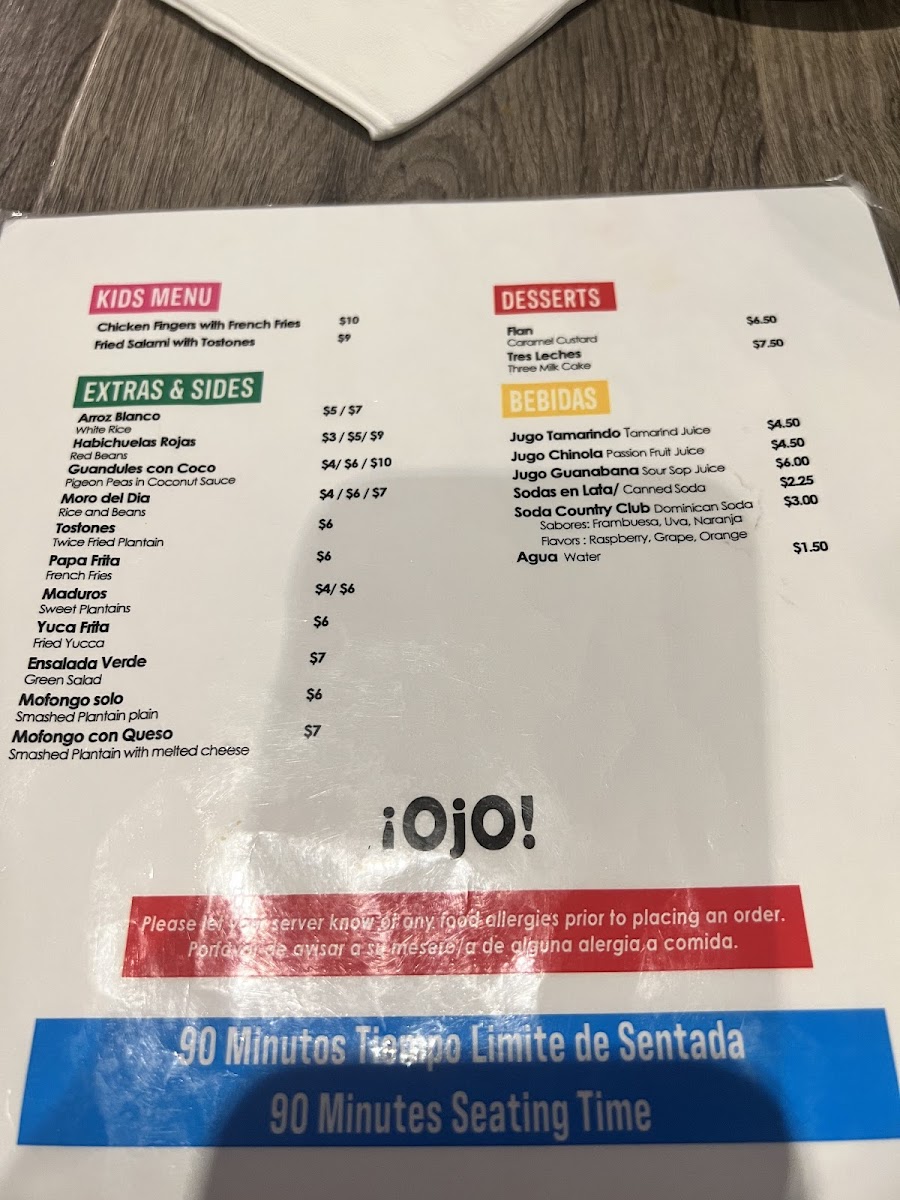 KIDS MENU
Chicken Fingers with French Fries $10
Fried Salami with Tostones $9
EXTRAS & SIDES
Arroz Blanco $5 / $7
White Rice
Habichuelas Rojas $3 / $5/ $9
Red Beans
Guandules con Coco $4/ $6 / $10
Pigeon Peas in Coconut Sauce
Moro del Dia $4 / $6 / $7
Rice and Beans
Tostones $6
Twice Fried Plantain
Papa Frita $6
French Fries
Maduros $4/ $6
Sweet Plantains
Yuca Frita $6
Fried Yucca
Ensalada Verde $7
Green Salad
Mofongo solo $6
Smashed Plantain plain
Mofongo con Queso $7
Smashed Plantain with melted cheese
DESSERTS
Flan $6.50
Caramel Custard
Tres Leches $7.50
Three Milk Cake
BEBIDAS
Jugo Tamarindo Tamarind Juice $4.50
Jugo Chinola Passion Fruit Juice $4.50
Jugo Guanabana Sour Sop Juice $6.00
Sodas en Lata/ Canned Soda $2.25
Soda Country Club Dominican Soda $3.00
Sabores: Frambuesa, Uva, Naranja
Flavors : Raspberry, Grape, Orange
Agua Water $1.50
¡OjO!
Please let your server know of any food allergies prior to placing an order.
Porfavor de avisar a su mesero/a de alguna alergia a comida.
90 Minutos Tiempo Limite de Sentada
90 Minutes Seating Time